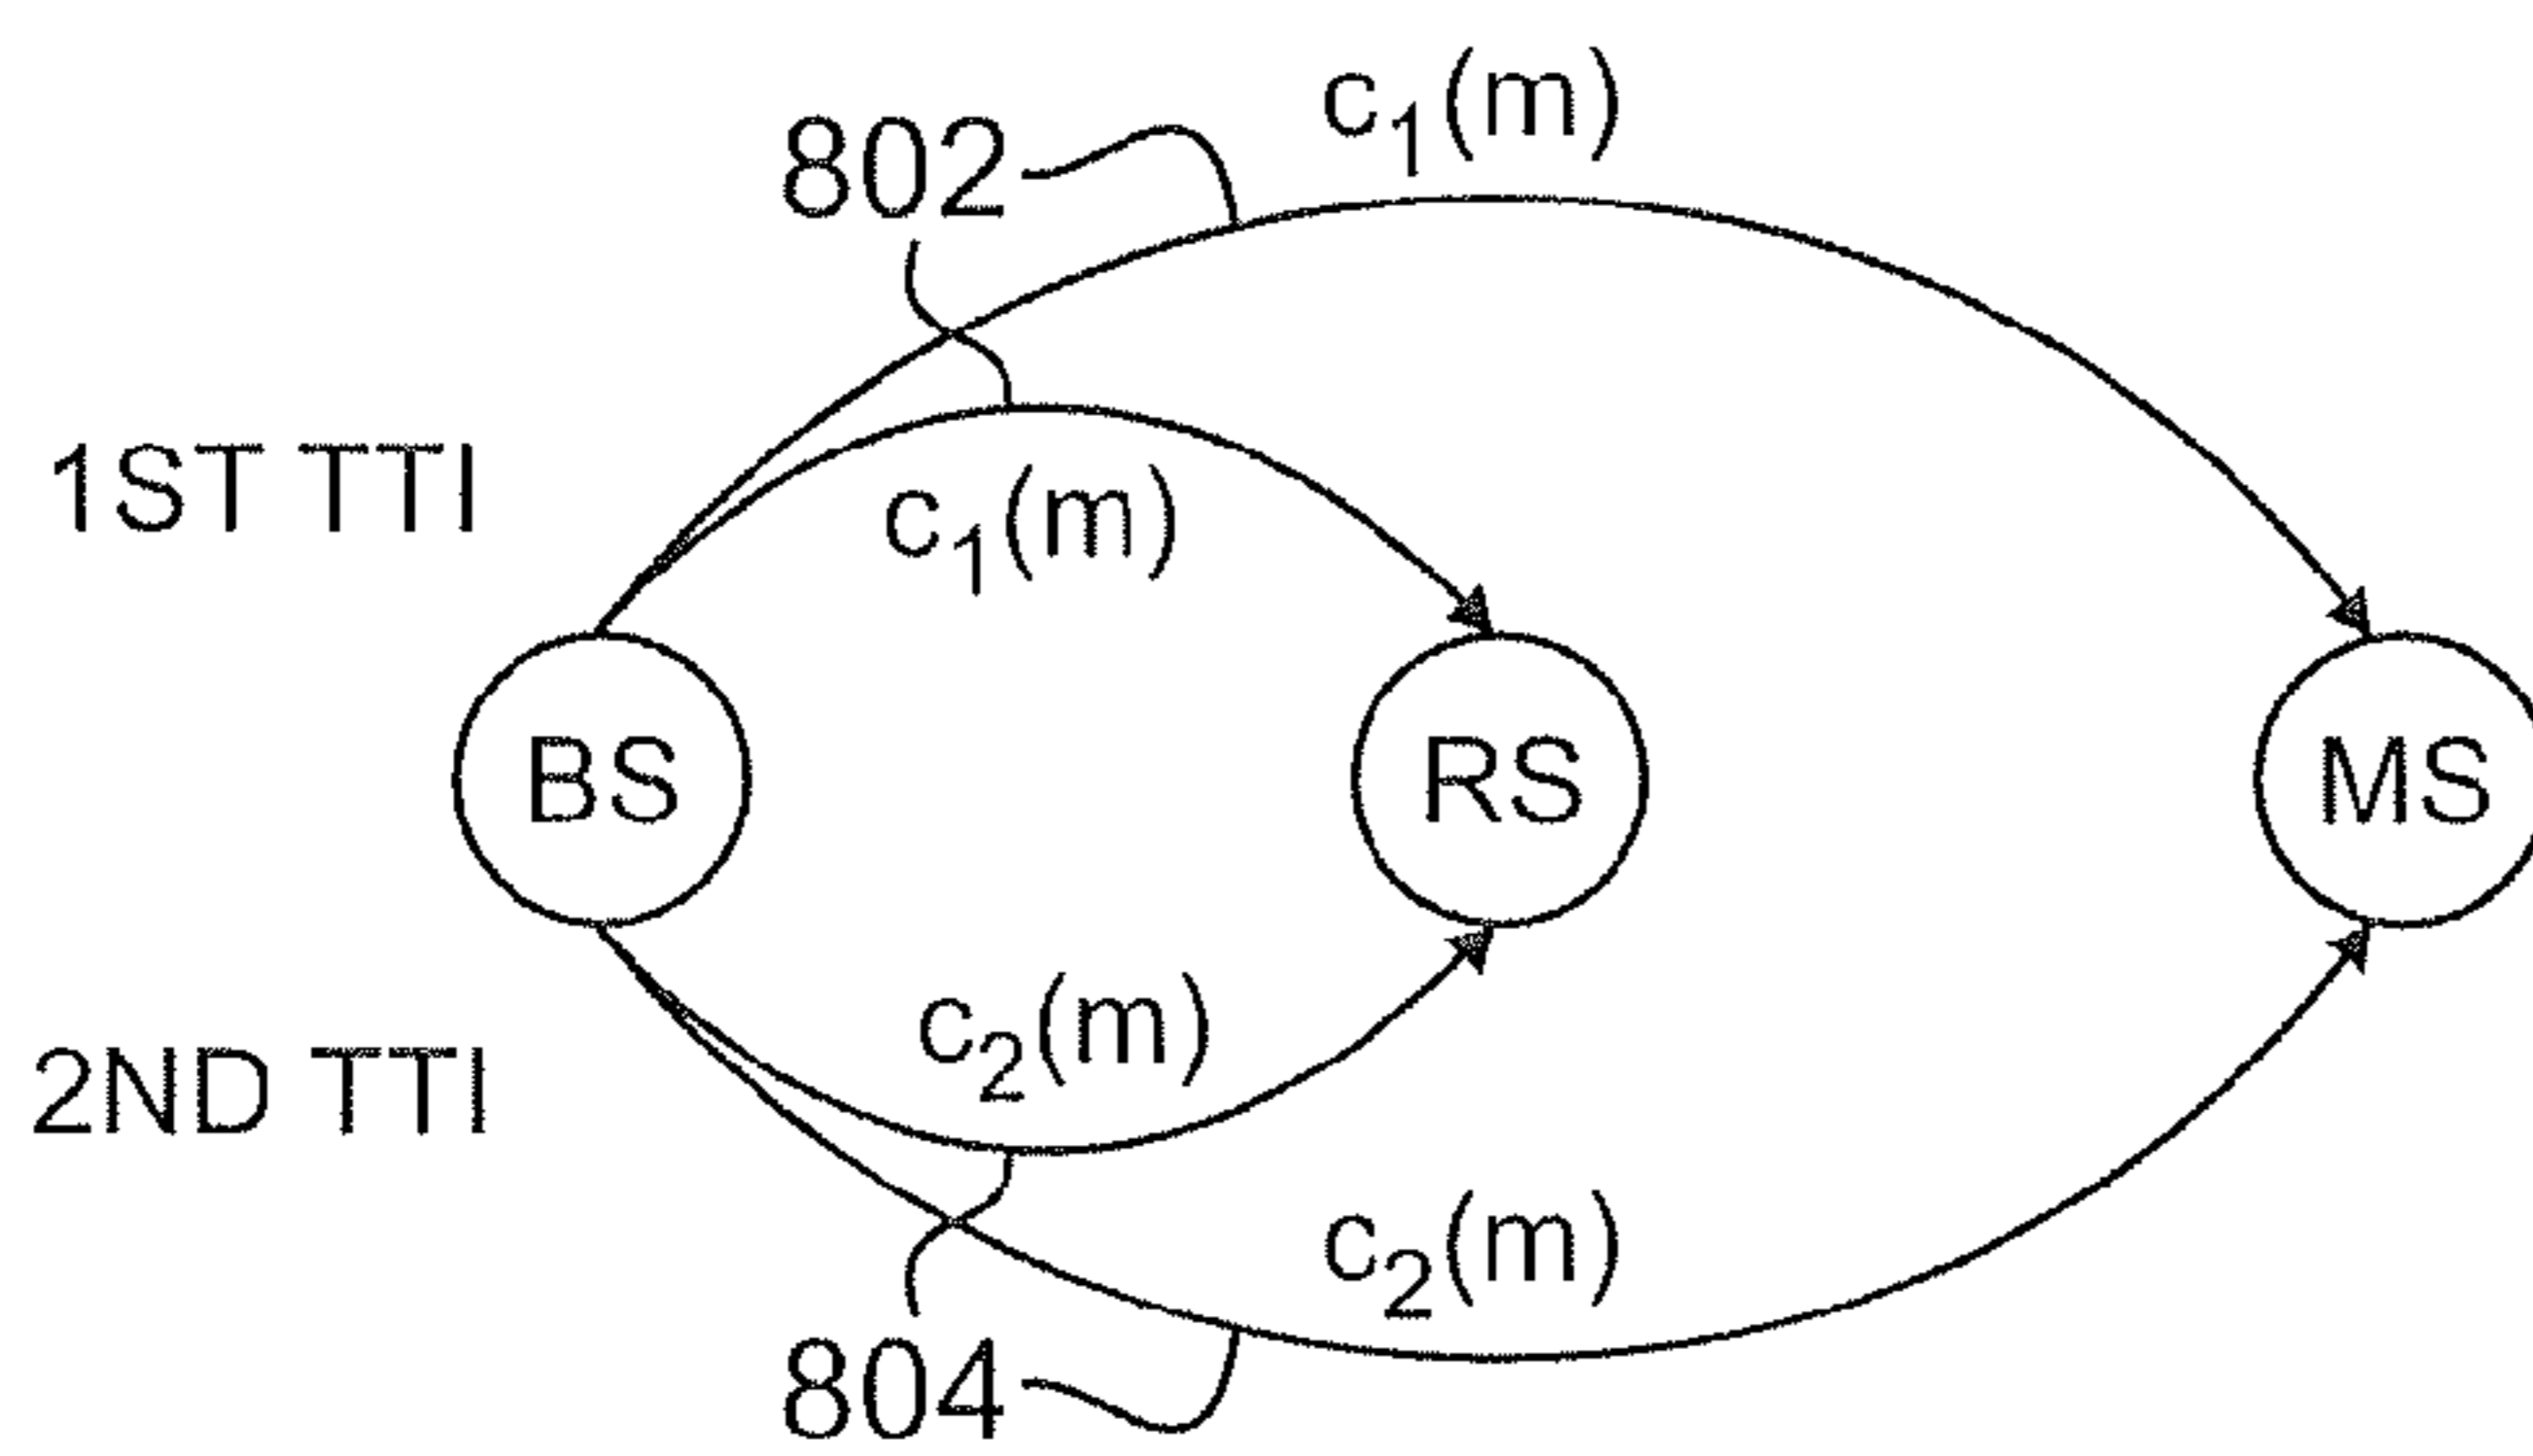 c₁(m)
802
1ST TTI
c₁(m)
BS
RS
MS
c₂(m)
2ND TTI
c₂(m)
804